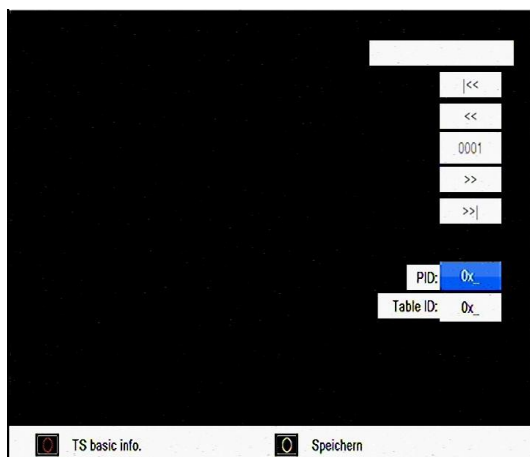 |<<
<<
0001
>>
>>|
PID: 0x_
Table ID: 0x_
TS basic info. Speichern